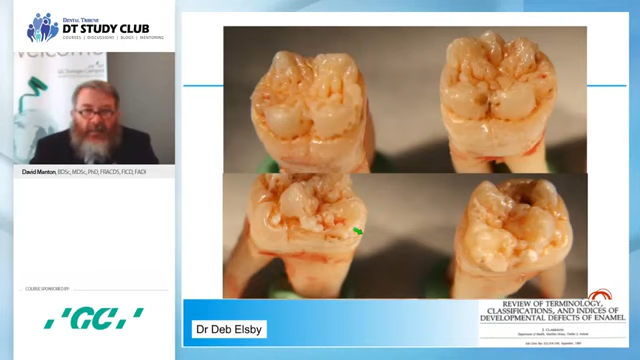 DENTAL TRIBUNE
DT STUDY CLUB
COURSES | DISCUSSIONS | BLOGS | MENTORING
David Manton, BDSc, MDSc, PhD, FRACDS, FICD, FADI
COURSE SPONSORED BY:
GC
Dr Deb Elsby
REVIEW OF TERMINOLOGY,
CLASSIFICATIONS, AND INDICES OF
DEVELOPMENTAL DEFECTS OF ENAMEL